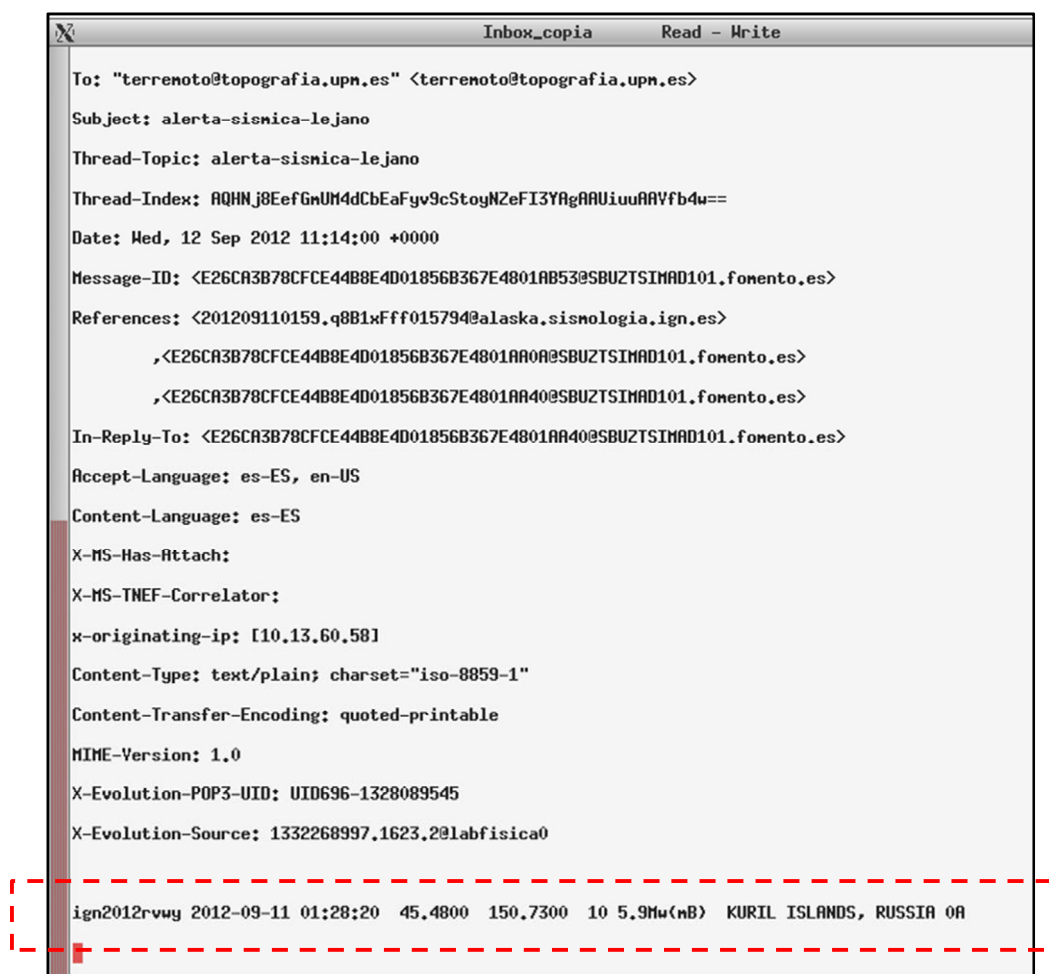 Inbox_copia Read - Write
To: "terremoto@topografia.upm.es" <terremoto@topografia.upm.es>
Subject: alerta-sismica-lejano
Thread-Topic: alerta-sismica-lejano
Thread-Index: AQHNj8EefGmUM4dCbEaFyv9cStoyNZeFI3YAgAAUiuuAAVfb4w==
Date: Wed, 12 Sep 2012 11:14:00 +0000
Message-ID: <E26CA3B78CFCE44B8E4D01856B367E4801AB53@SBUZTSIMAD101.fomento.es>
References: <201209110159.q8B1xFff015794@alaska.sismologia.ign.es>
,<E26CA3B78CFCE44B8E4D01856B367E4801AA0A@SBUZTSIMAD101.fomento.es>
,<E26CA3B78CFCE44B8E4D01856B367E4801AA40@SBUZTSIMAD101.fomento.es>
In-Reply-To: <E26CA3B78CFCE44B8E4D01856B367E4801AA40@SBUZTSIMAD101.fomento.es>
Accept-Language: es-ES, en-US
Content-Language: es-ES
X-MS-Has-Attach:
X-MS-TNEF-Correlator:
x-originating-ip: [10.13.60.58]
Content-Type: text/plain; charset="iso-8859-1"
Content-Transfer-Encoding: quoted-printable
MIME-Version: 1.0
X-Evolution-POP3-UID: UID696-1328089545
X-Evolution-Source: 1332268997.1623.2@labfisica0
ign2012rvwy 2012-09-11 01:28:20 45.4800 150.7300 10 5.9Mw(mB) KURIL ISLANDS, RUSSIA 0A